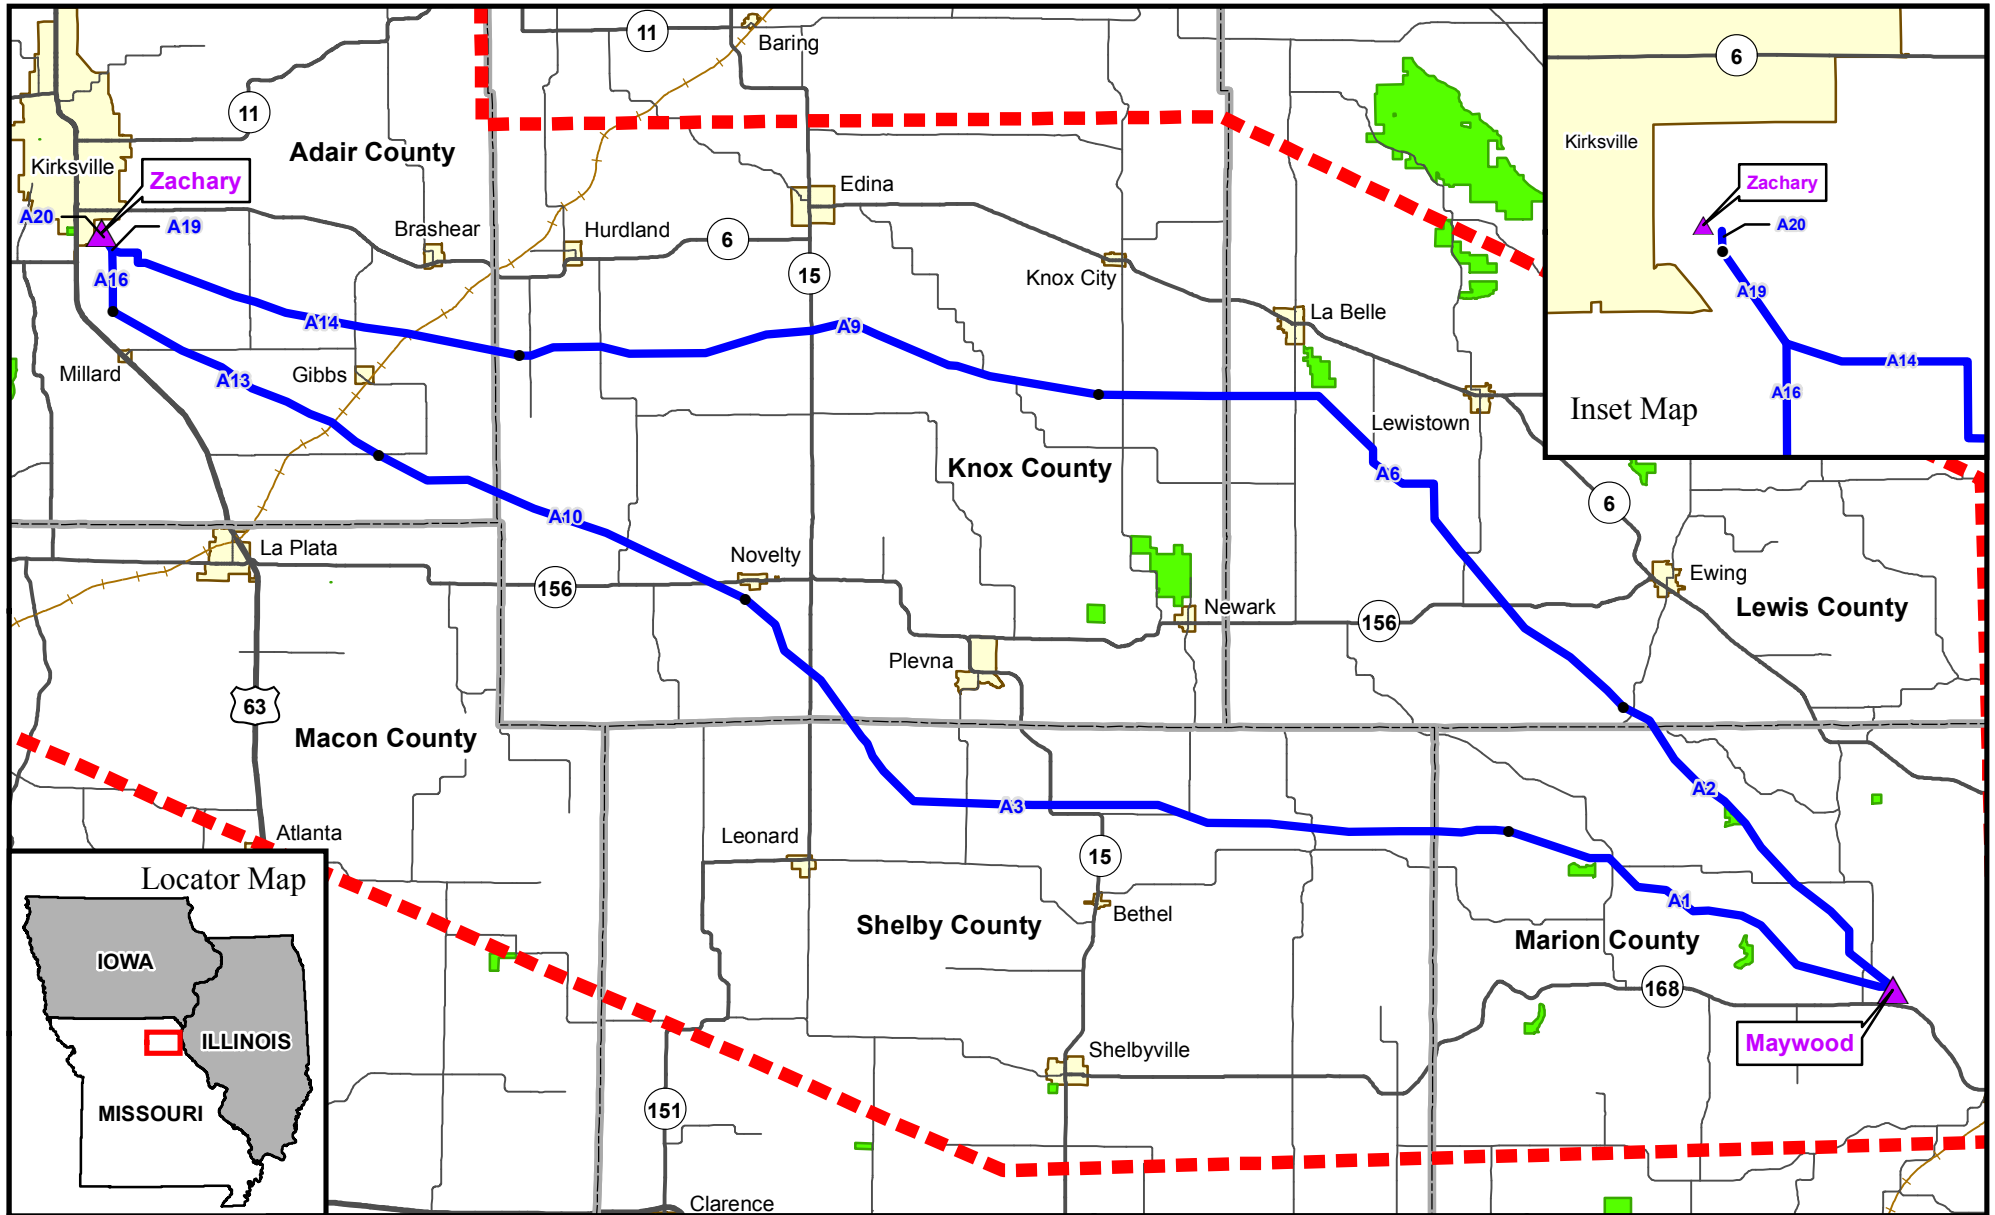 11
Baring
6
11
Adair County
Kirksville
Kirksville
Zachary
Zachary
Edina
A20
A19
A20
Brashear
Hurdland
6
A16
15
Knox City
A19
La Belle
A14
A9
A14
Millard
Gibbs
A13
A16
Inset Map
Lewistown
Knox County
A6
6
A10
La Plata
Novelty
156
Ewing
Newark
Lewis County
156
Plevna
63
Macon County
A2
A3
Atlanta
Leonard
15
Locator Map
A1
Bethel
Shelby County
Marion County
IOWA
168
ILLINOIS
Maywood
Shelbyville
MISSOURI
151
Clarence